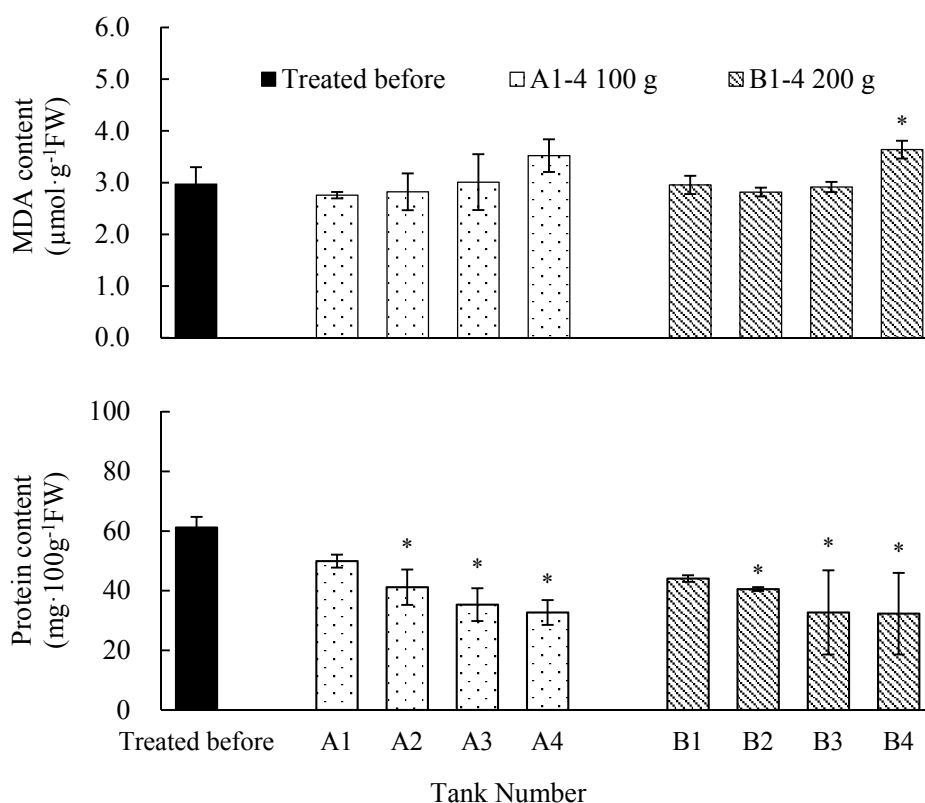 6.0
5.0
4.0
3.0
2.0
1.0
0.0
MDA content
(μmol·g⁻¹FW)
Treated before
A1-4 100 g
B1-4 200 g
*
100
80
60
40
20
0
Protein content
(mg·100g⁻¹FW)
* * * * * *
Treated before A1 A2 A3 A4 B1 B2 B3 B4
Tank Number